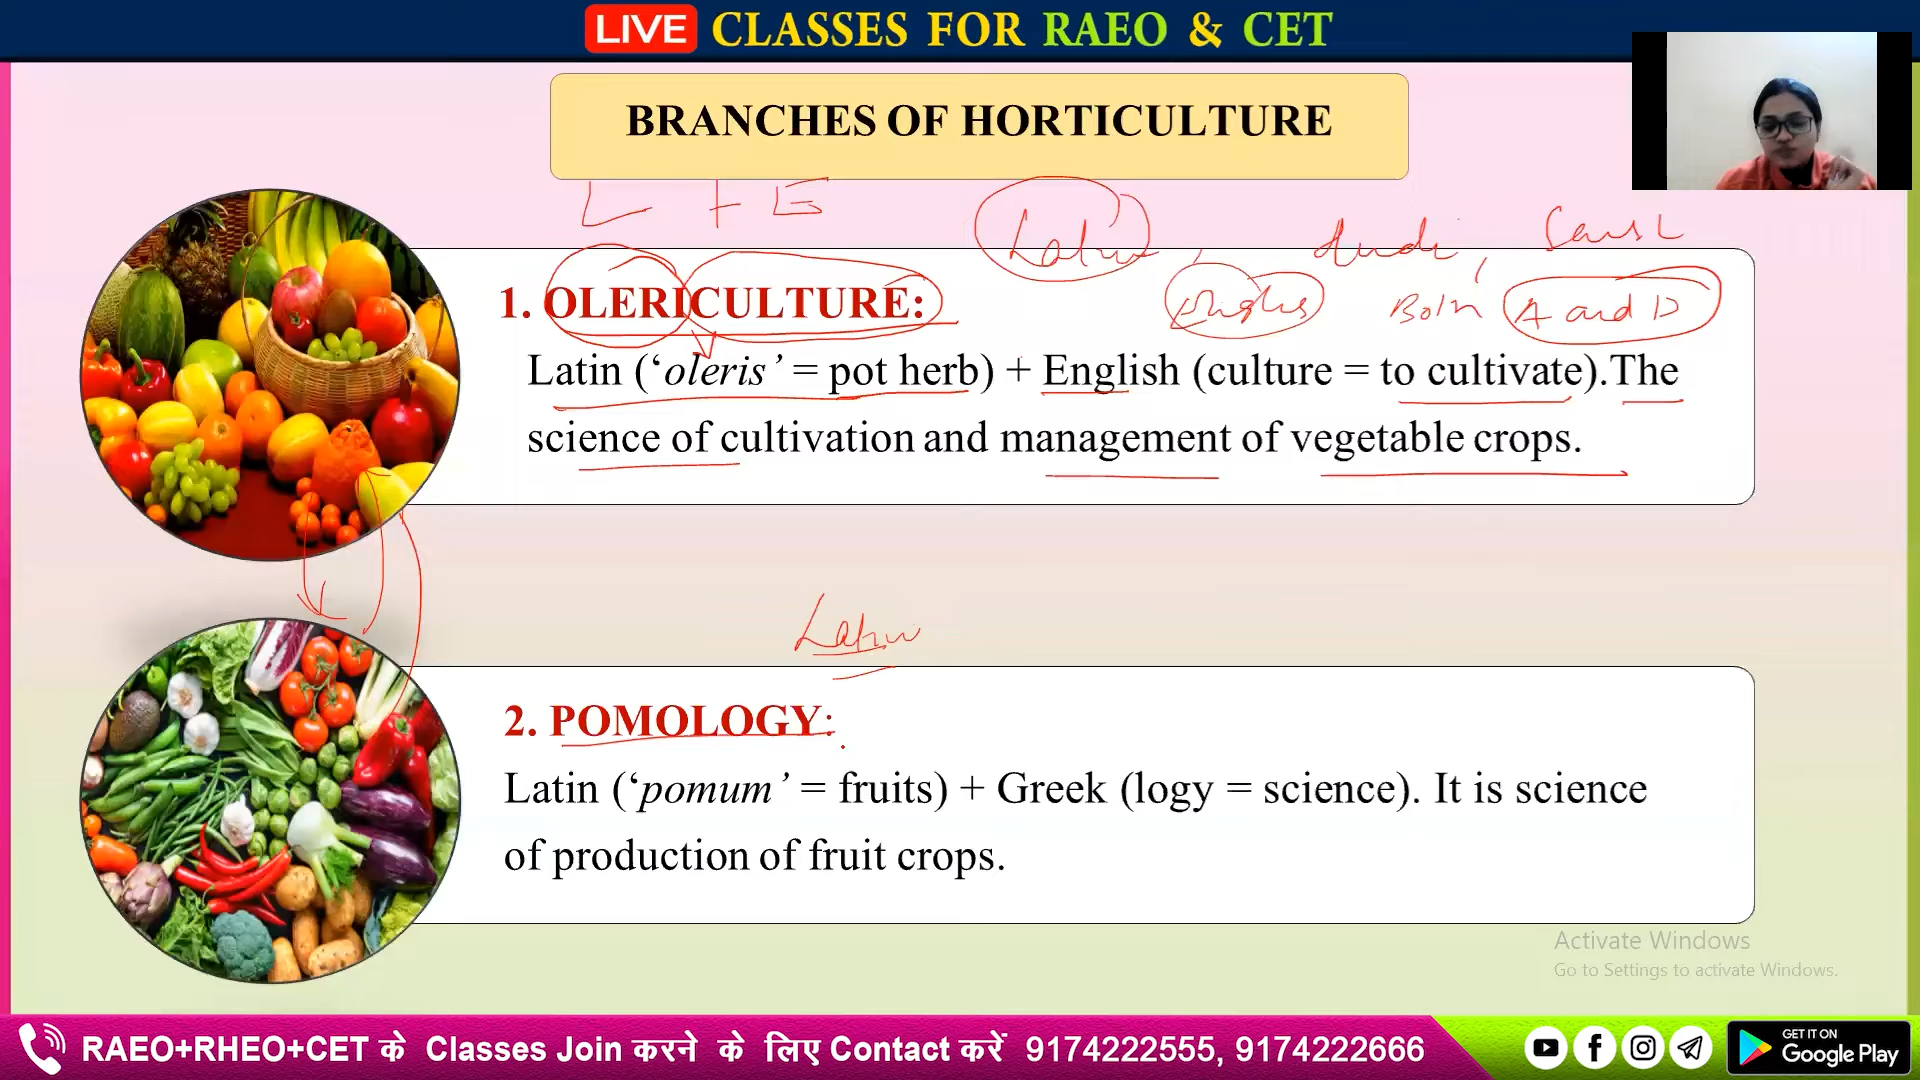 LIVE CLASSES FOR RAEO & CET
BRANCHES OF HORTICULTURE
L + E
Latin, Hindi, Sansk
1. OLERICULTURE:
English Both A and D
Latin (‘oleris’ = pot herb) + English (culture = to cultivate).The
science of cultivation and management of vegetable crops.
Latin
2. POMOLOGY:
Latin (‘pomum’ = fruits) + Greek (logy = science). It is science
of production of fruit crops.
Activate Windows
Go to Settings to activate Windows.
RAEO+RHEO+CET के Classes Join करने के लिए Contact करें 9174222555, 9174222666
GET IT ON
Google Play